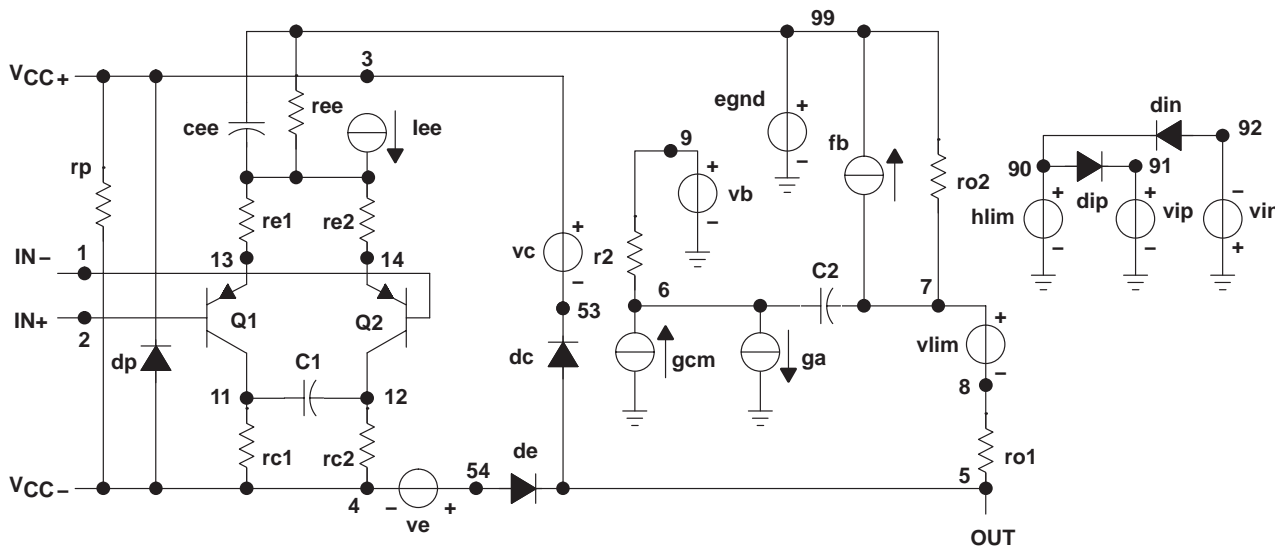 99
VCC+
3
ree
cee
Iee
egnd
fb
din
92
9
rp
vb
90
91
ro2
dip
hlim
vip
vin
re1
re2
1
IN−
13
14
vc
r2
C2
6
7
IN+
2
Q1
Q2
53
dp
C1
dc
gcm
ga
vlim
8
11
12
rc1
rc2
de
ro1
54
5
VCC−
4
ve
OUT